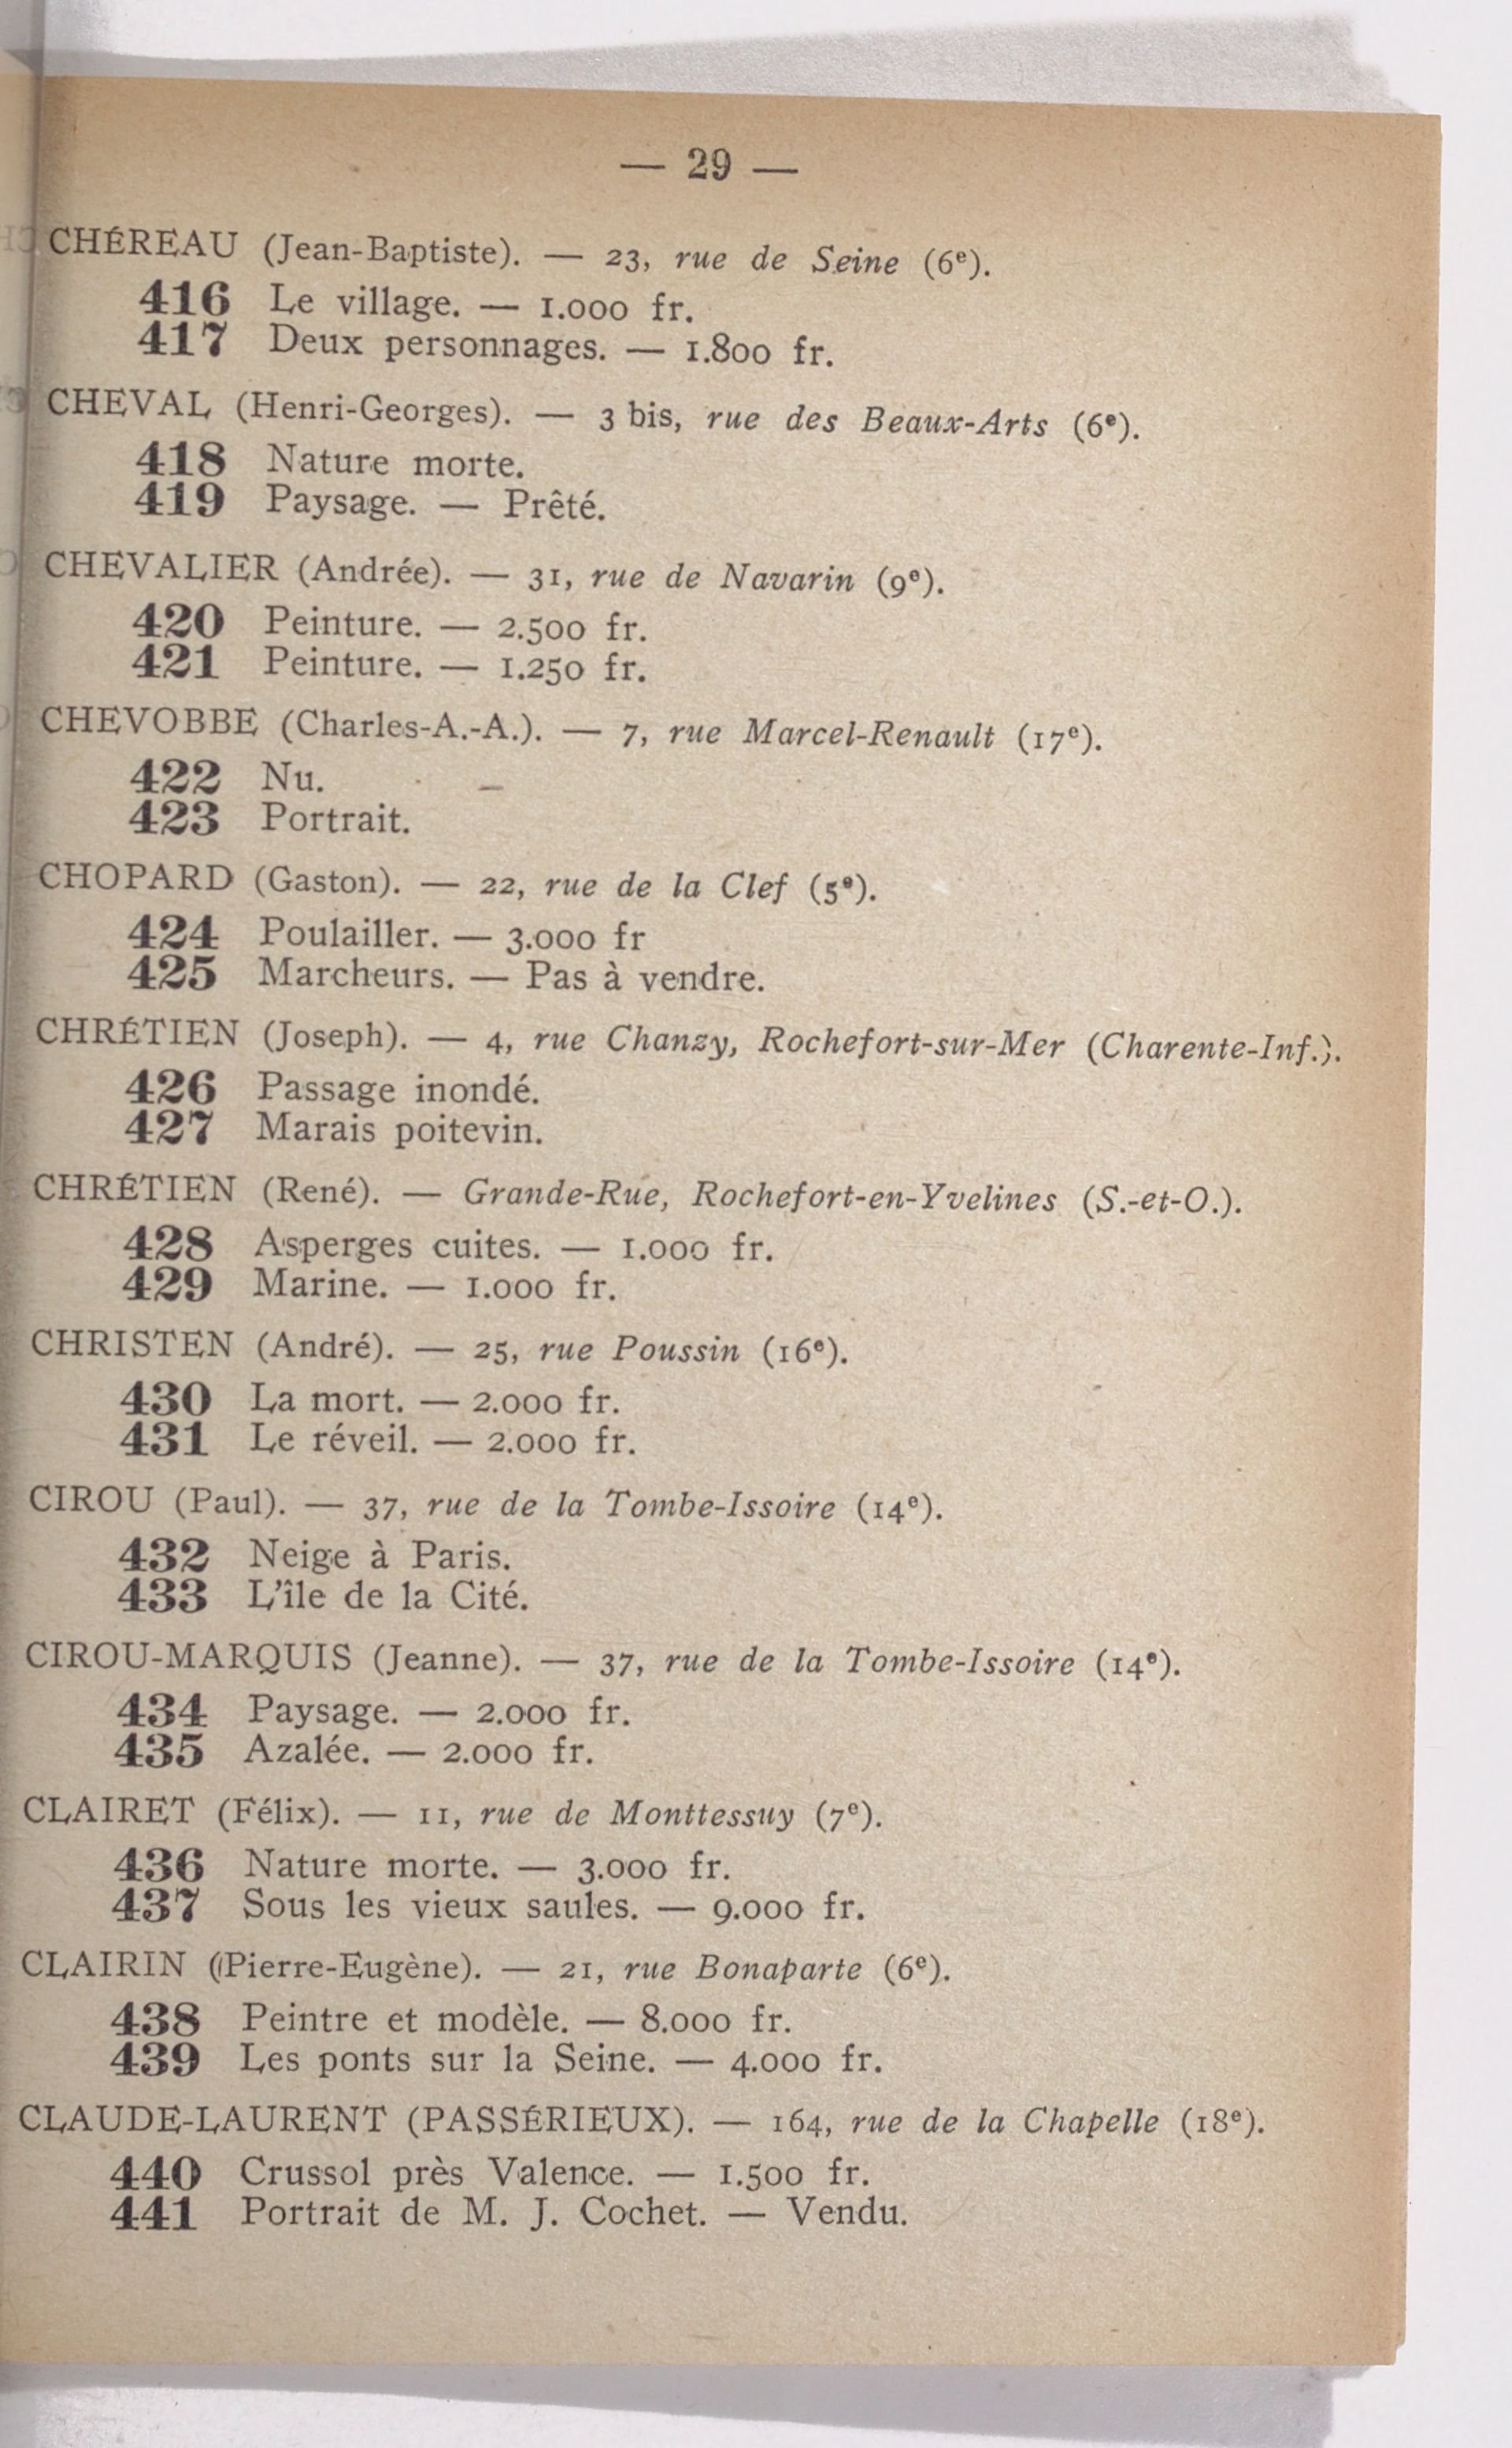 — 29 —
CHÉREAU (Jean-Baptiste). — 23, rue de Seine (6e).
416 Le village. — 1.000 fr.
417 Deux personnages. — 1.800 fr.
CHEVAL (Henri-Georges). — 3 bis, rue des Beaux-Arts (6e).
418 Nature morte.
419 Paysage. — Prêté.
CHEVALIER (Andrée). — 31, rue de Navarin (9e).
420 Peinture. — 2.500 fr.
421 Peinture. — 1.250 fr.
CHEVOBBE (Charles-A.-A.). — 7, rue Marcel-Renault (17e).
422 Nu.
423 Portrait.
CHOPARD (Gaston). — 22, rue de la Clef (5e).
424 Poulailler. — 3.000 fr
425 Marcheurs. — Pas à vendre.
CHRÉTIEN (Joseph). — 4, rue Chanzy, Rochefort-sur-Mer (Charente-Inf.).
426 Passage inondé.
427 Marais poitevin.
CHRÉTIEN (René). — Grande-Rue, Rochefort-en-Yvelines (S.-et-O.).
428 Asperges cuites. — 1.000 fr.
429 Marine. — 1.000 fr.
CHRISTEN (André). — 25, rue Poussin (16e).
430 La mort. — 2.000 fr.
431 Le réveil. — 2.000 fr.
CIROU (Paul). — 37, rue de la Tombe-Issoire (14e).
432 Neige à Paris.
433 L'île de la Cité.
CIROU-MARQUIS (Jeanne). — 37, rue de la Tombe-Issoire (14e).
434 Paysage. — 2.000 fr.
435 Azalée. — 2.000 fr.
CLAIRET (Félix). — 11, rue de Monttessuy (7e).
436 Nature morte. — 3.000 fr.
437 Sous les vieux saules. — 9.000 fr.
CLAIRIN (Pierre-Eugène). — 21, rue Bonaparte (6e).
438 Peintre et modèle. — 8.000 fr.
439 Les ponts sur la Seine. — 4.000 fr.
CLAUDE-LAURENT (PASSÉRIEUX). — 164, rue de la Chapelle (18e).
440 Crussol près Valence. — 1.500 fr.
441 Portrait de M. J. Cochet. — Vendu.